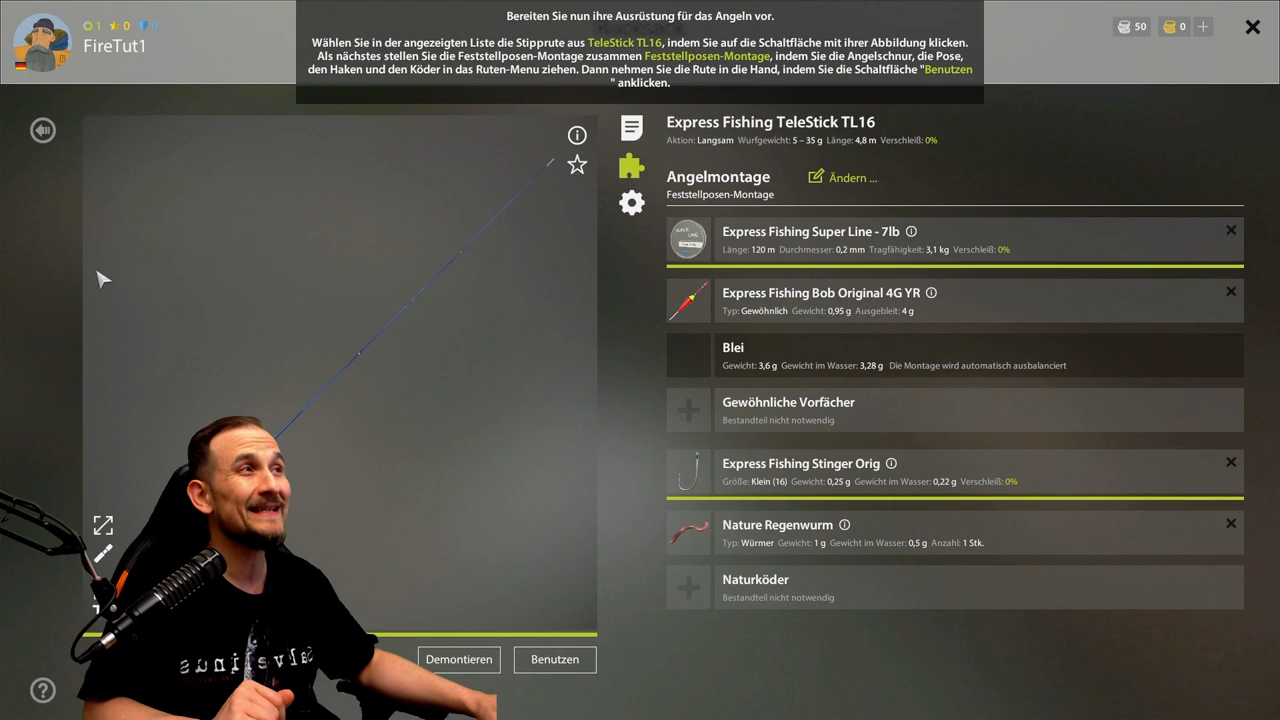 1 0 0
FireTut1
Bereiten Sie nun ihre Ausrüstung für das Angeln vor.
Wählen Sie in der angezeigten Liste die Stipprute aus TeleStick TL16, indem Sie auf die Schaltfläche mit ihrer Abbildung klicken.
Als nächstes stellen Sie die Feststellposen-Montage zusammen Feststellposen-Montage, indem Sie die Angelschnur, die Pose,
den Haken und den Köder in das Ruten-Menu ziehen. Dann nehmen Sie die Rute in die Hand, indem Sie die Schaltfläche "Benutzen
" anklicken.
50
0
Express Fishing TeleStick TL16
Aktion: Langsam Wurfgewicht: 5 – 35 g Länge: 4,8 m Verschleiß: 0%
Angelmontage
Ändern ...
Feststellposen-Montage
Express Fishing Super Line - 7lb
Länge: 120 m Durchmesser: 0,2 mm Tragfähigkeit: 3,1 kg Verschleiß: 0%
Express Fishing Bob Original 4G YR
Typ: Gewöhnlich Gewicht: 0,95 g Ausgebleit: 4 g
Blei
Gewicht: 3,6 g Gewicht im Wasser: 3,28 g Die Montage wird automatisch ausbalanciert
Gewöhnliche Vorfächer
Bestandteil nicht notwendig
Express Fishing Stinger Orig
Größe: Klein (16) Gewicht: 0,25 g Gewicht im Wasser: 0,22 g Verschleiß: 0%
Nature Regenwurm
Typ: Würmer Gewicht: 1 g Gewicht im Wasser: 0,5 g Anzahl: 1 Stk.
Naturköder
Bestandteil nicht notwendig
Demontieren
Benutzen
Salvelinus